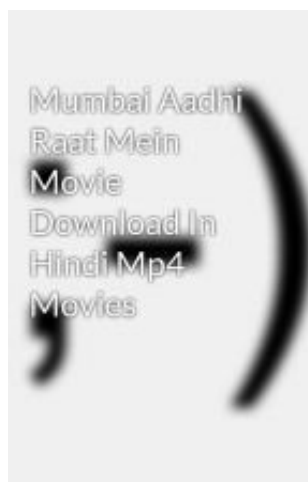 Mumbai Aadhi
Raat Mein
Movie
Download In
Hindi Mp4
Movies
;-)